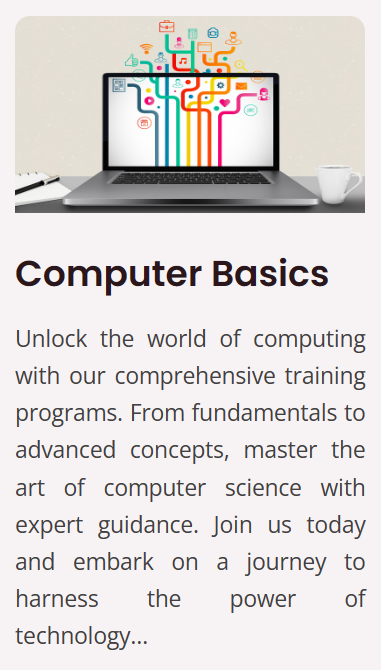 Computer Basics
Unlock the world of computing
with our comprehensive training
programs. From fundamentals to
advanced concepts, master the
art of computer science with
expert guidance. Join us today
and embark on a journey to
harness the power of
technology...